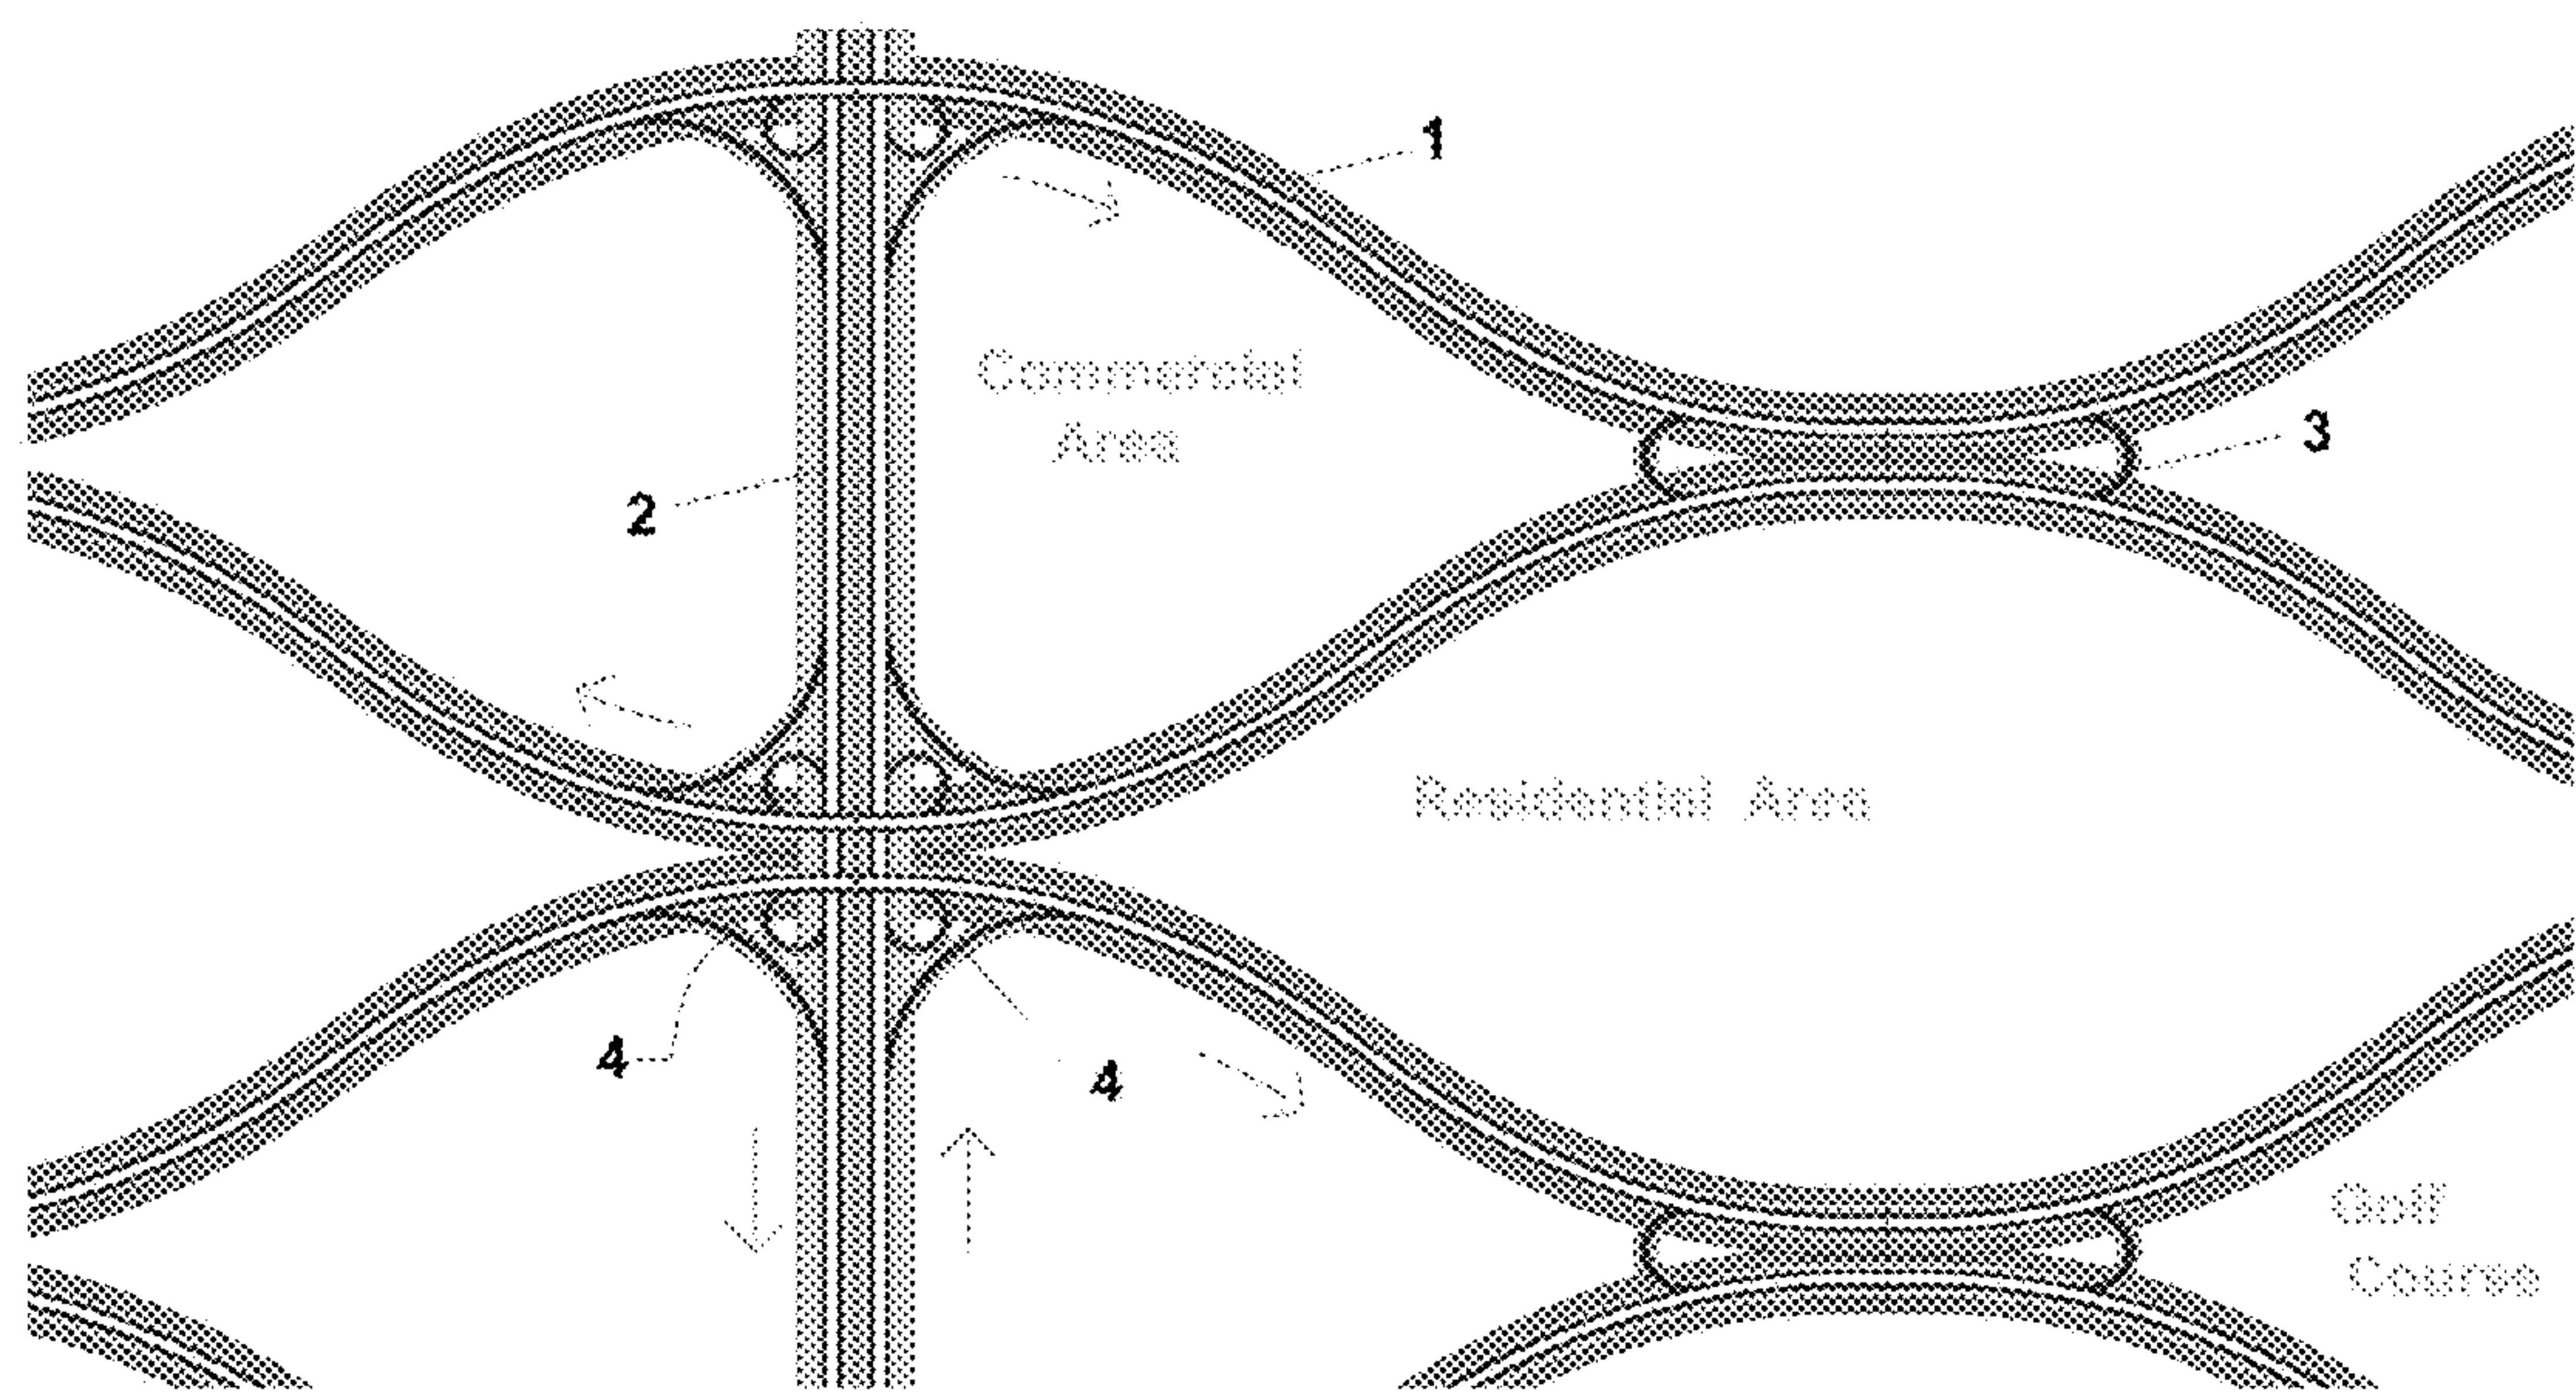 1
Commercial
Area
3
2
Residential Area
4
4
Golf
Course